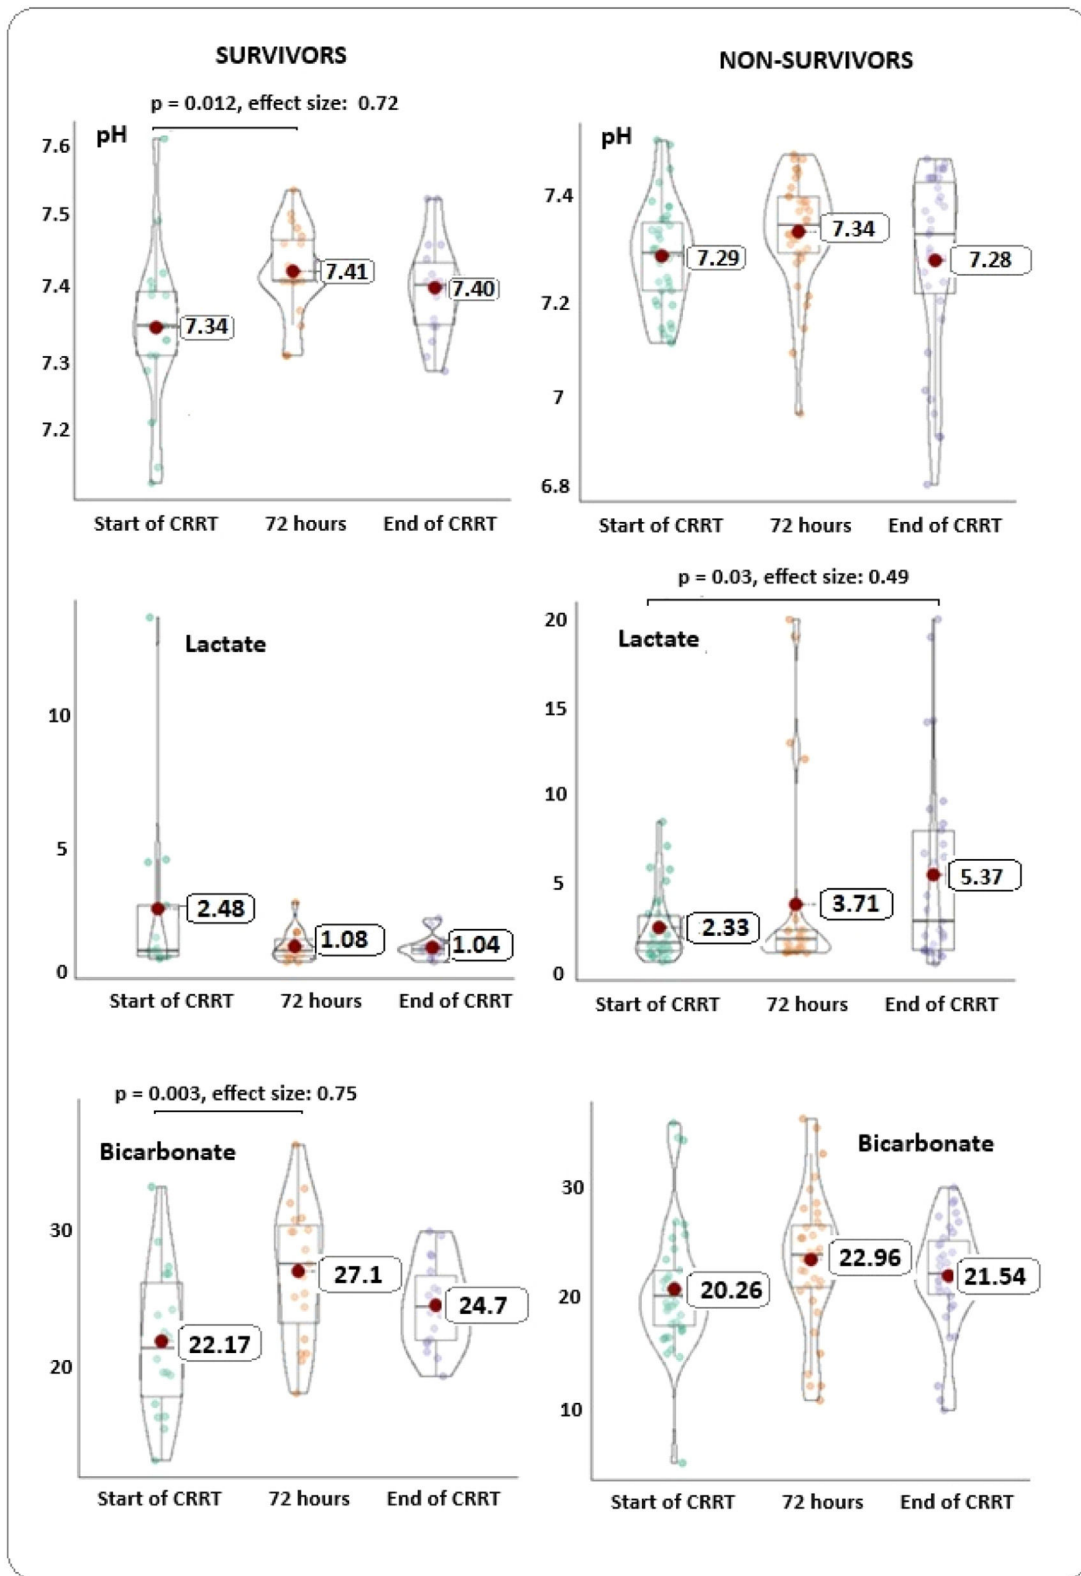 SURVIVORS
NON-SURVIVORS
p = 0.012, effect size: 0.72
pH
7.6
7.5
7.4
7.3
7.2
7.34
7.41
7.40
Start of CRRT 72 hours End of CRRT
pH
7.4
7.2
7
6.8
7.29
7.34
7.28
Start of CRRT 72 hours End of CRRT
Lactate
10
5
0
2.48
1.08
1.04
Start of CRRT 72 hours End of CRRT
p = 0.03, effect size: 0.49
Lactate
20
15
10
5
0
2.33
3.71
5.37
Start of CRRT 72 hours End of CRRT
p = 0.003, effect size: 0.75
Bicarbonate
30
20
22.17
27.1
24.7
Start of CRRT 72 hours End of CRRT
Bicarbonate
30
20
10
20.26
22.96
21.54
Start of CRRT 72 hours End of CRRT